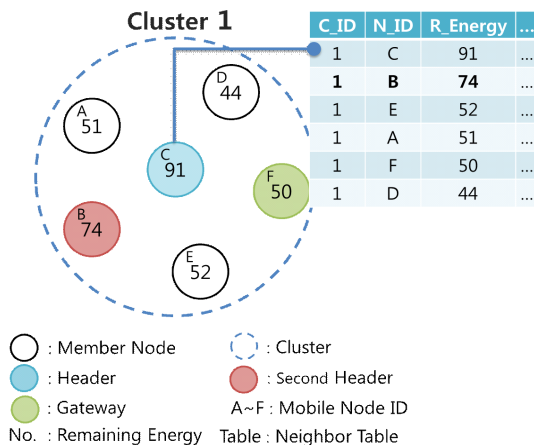 Cluster 1
C_ID N_ID R_Energy ...
1 C 91 ...
1 B 74 ...
1 E 52 ...
1 A 51 ...
1 F 50 ...
1 D 44 ...
D
44
A
51
C
91
F
50
B
74
E
52
: Member Node
: Cluster
: Header
: Second Header
: Gateway
A~F : Mobile Node ID
No. : Remaining Energy
Table : Neighbor Table